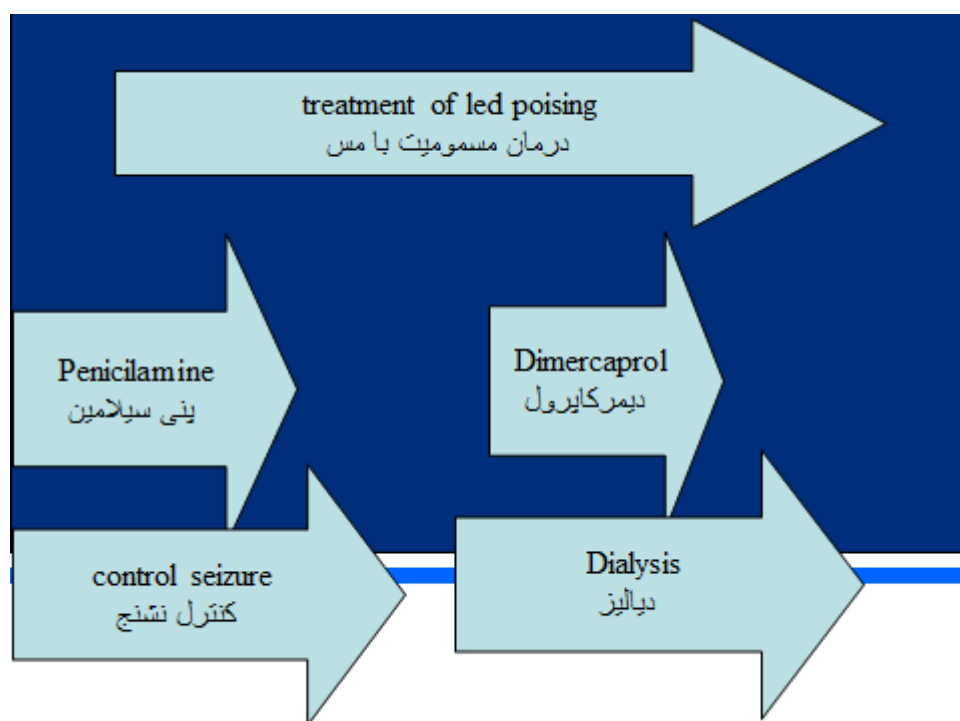 treatment of led poising
درمان مسمومیت با مس
Penicilamine
پنی سیلامین
Dimercaprol
دیمرکاپرول
control seizure
کنترل تشنج
Dialysis
دیالیز